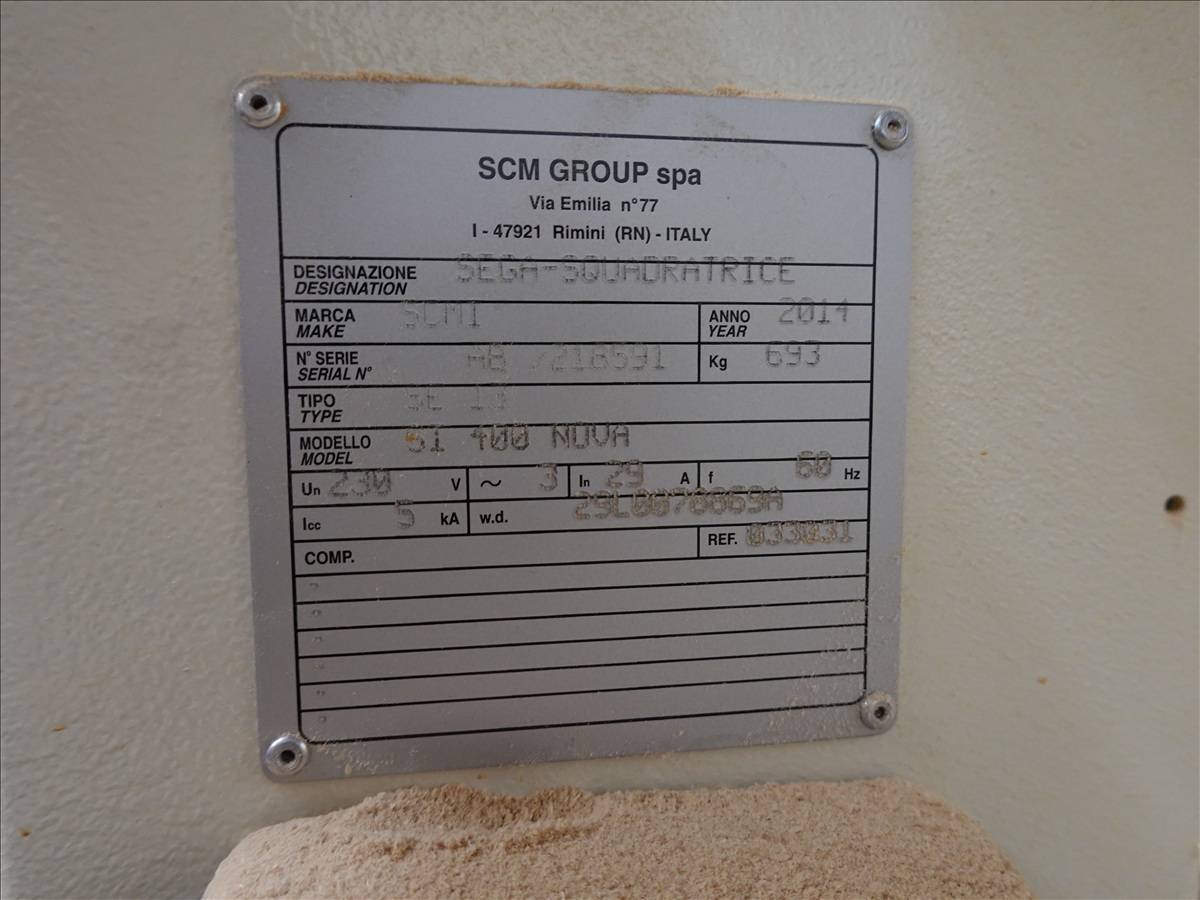 SCM GROUP spa
Via Emilia n°77
I - 47921 Rimini (RN) - ITALY
DESIGNAZIONE SEGA-SQUADRATRICE
DESIGNATION
MARCA SCMI ANNO 2014
MAKE YEAR
N° SERIE AB /218591 Kg 693
SERIAL N°
TIPO
TYPE
MODELLO SI 400 NOVA
MODEL
Un 230 V ~ 3 In 29 A f 60 Hz
Icc 5 kA w.d. 29L0078869A
COMP. REF. 033031